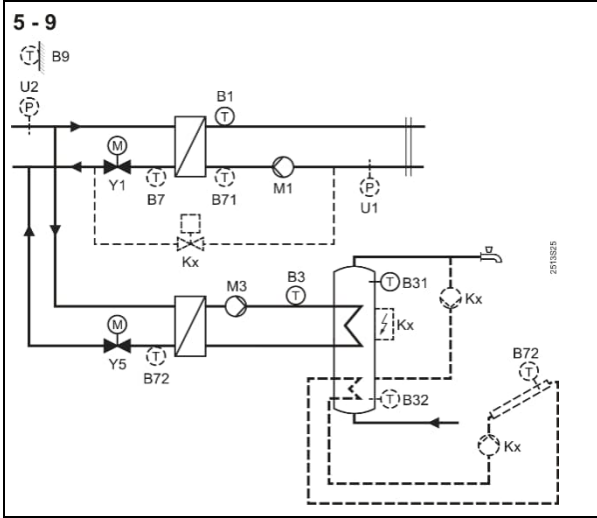 5 - 9
T
B9
U2
P
B1
T
M
Y1
T
B7
T
B71
M1
P
U1
Kx
M3
B3
T
T B31
Kx
Kx
M
Y5
T
B72
T B32
B72
T
Kx
2513S25